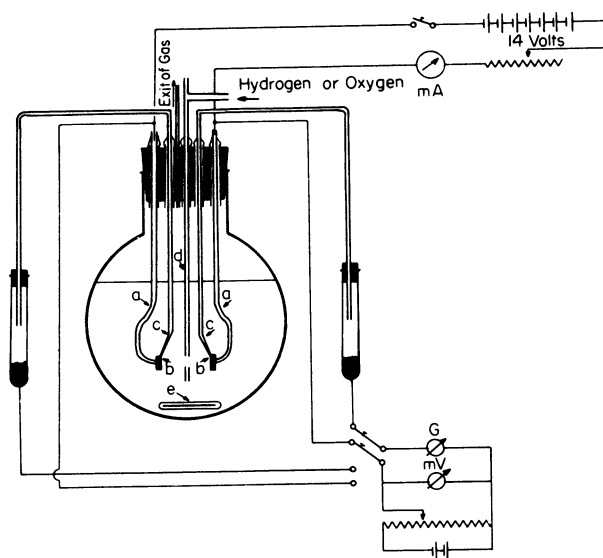 14 Volts
mA
Exit of Gas
Hydrogen or Oxygen
d
a
a
c
c
b
b
e
G
mV